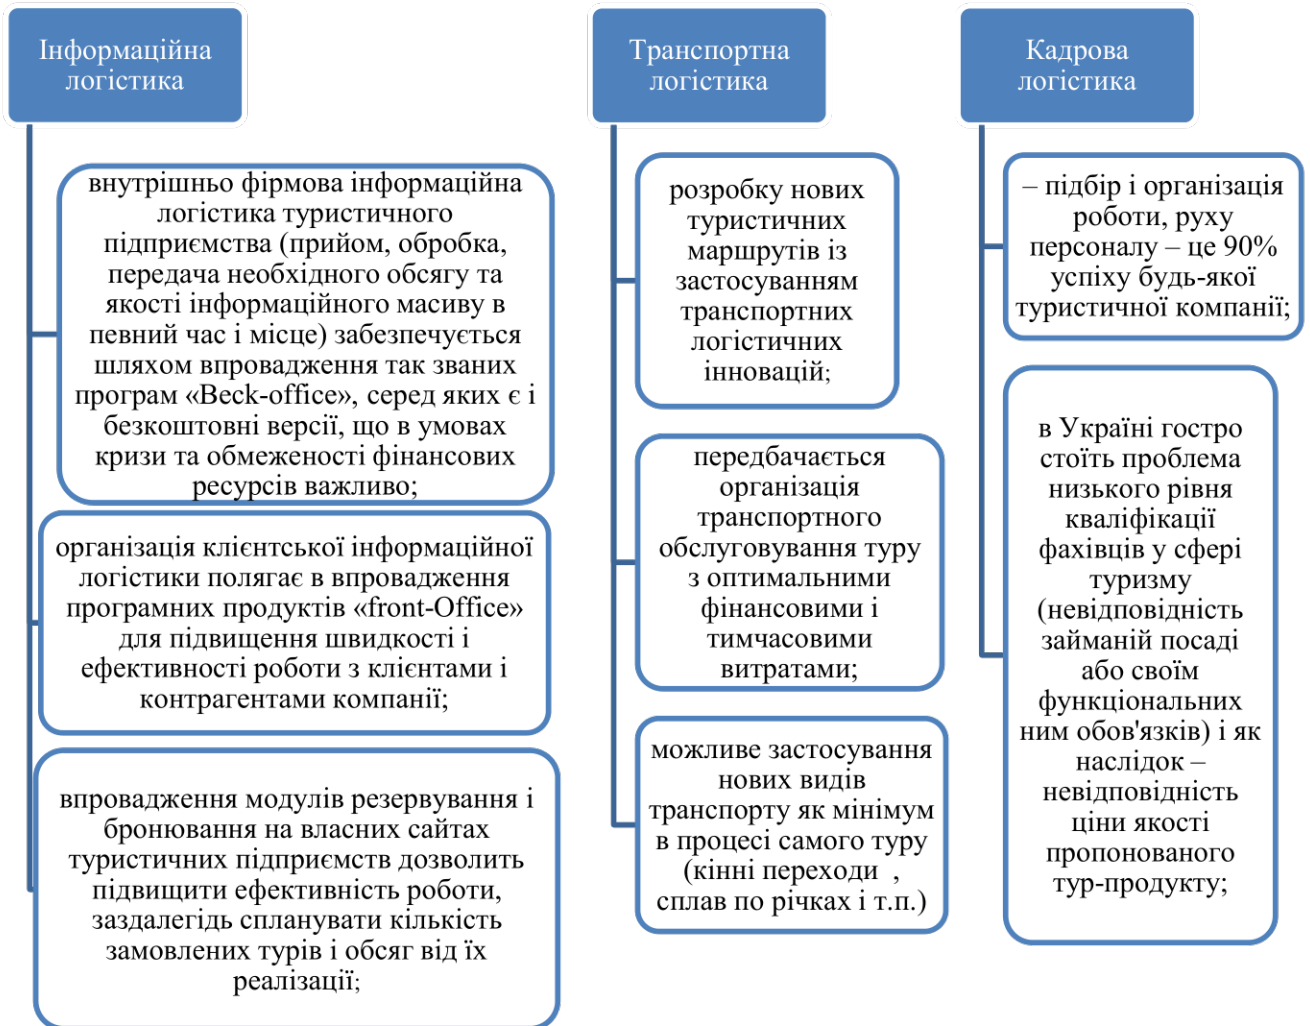 Інформаційна
логістика
внутрішньо фірмова інформаційна
логістика туристичного
підприємства (прийом, обробка,
передача необхідного обсягу та
якості інформаційного масиву в
певний час і місце) забезпечується
шляхом впровадження так званих
програм «Beck-office», серед яких є і
безкоштовні версії, що в умовах
кризи та обмеженості фінансових
ресурсів важливо;
організація клієнтської інформаційної
логістики полягає в впровадження
програмних продуктів «front-Office»
для підвищення швидкості і
ефективності роботи з клієнтами і
контрагентами компанії;
впровадження модулів резервування і
бронювання на власних сайтах
туристичних підприємств дозволить
підвищити ефективність роботи,
заздалегідь спланувати кількість
замовлених турів і обсяг від їх
реалізації;
Транспортна
логістика
розробку нових
туристичних
маршрутів із
застосуванням
транспортних
логістичних
інновацій;
передбачається
організація
транспортного
обслуговування туру
з оптимальними
фінансовими і
тимчасовими
витратами;
можливе застосування
нових видів
транспорту як мінімум
в процесі самого туру
(кінні переходи ,
сплав по річках і т.п.)
Кадрова
логістика
– підбір і організація
роботи, руху
персоналу – це 90%
успіху будь-якої
туристичної компанії;
в Україні гостро
стоїть проблема
низького рівня
кваліфікації
фахівців у сфері
туризму
(невідповідність
займаній посаді
або своїм
функціональних
ним обов'язків) і як
наслідок –
невідповідність
ціни якості
пропонованого
тур-продукту;